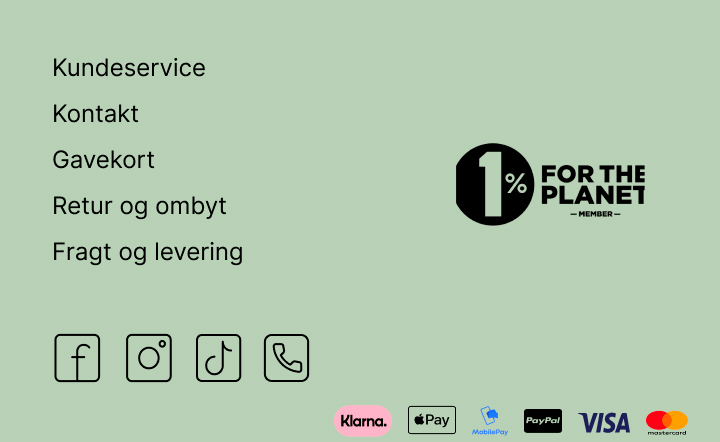 Kundeservice
Kontakt
Gavekort
Retur og ombyt
Fragt og levering
1% FOR THE
PLANET
MEMBER
Klarna.
Pay
MobilePay
PayPal
VISA
mastercard